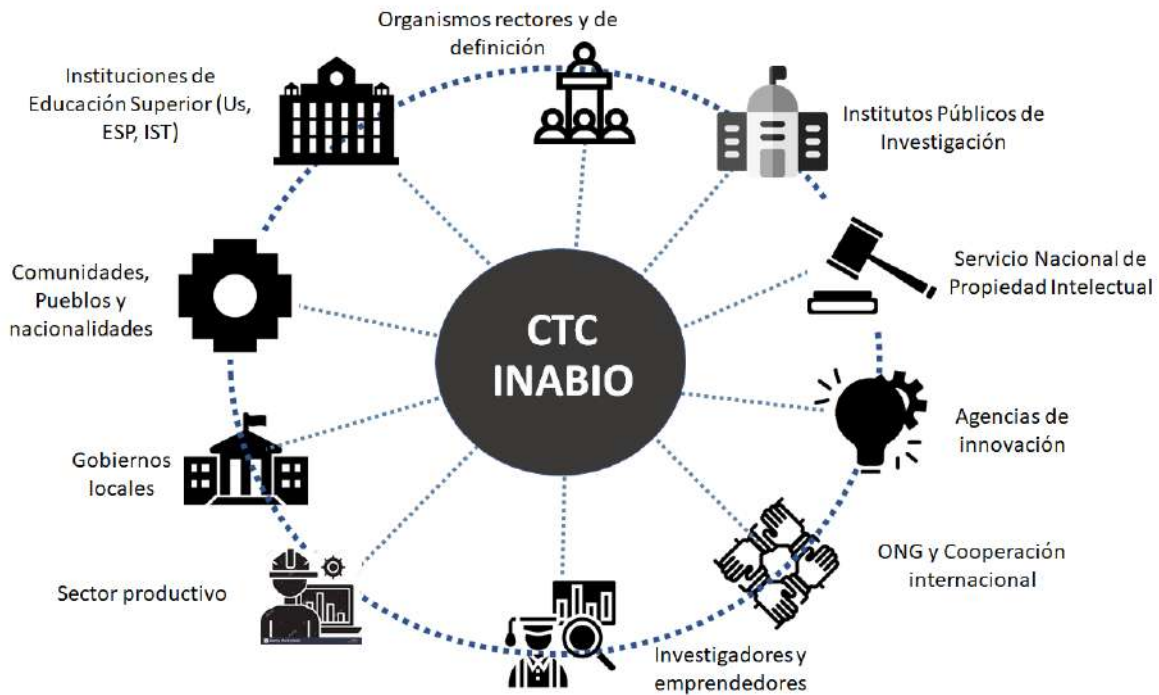 Organismos rectores y de
definición
Instituciones de
Educación Superior (Us,
ESP, IST)
Institutos Públicos de
Investigación
Comunidades,
Pueblos y
nacionalidades
Servicio Nacional de
Propiedad Intelectual
CTC
INABIO
Agencias de
innovación
Gobiernos
locales
ONG y Cooperación
internacional
Sector productivo
Investigadores y
emprendedores